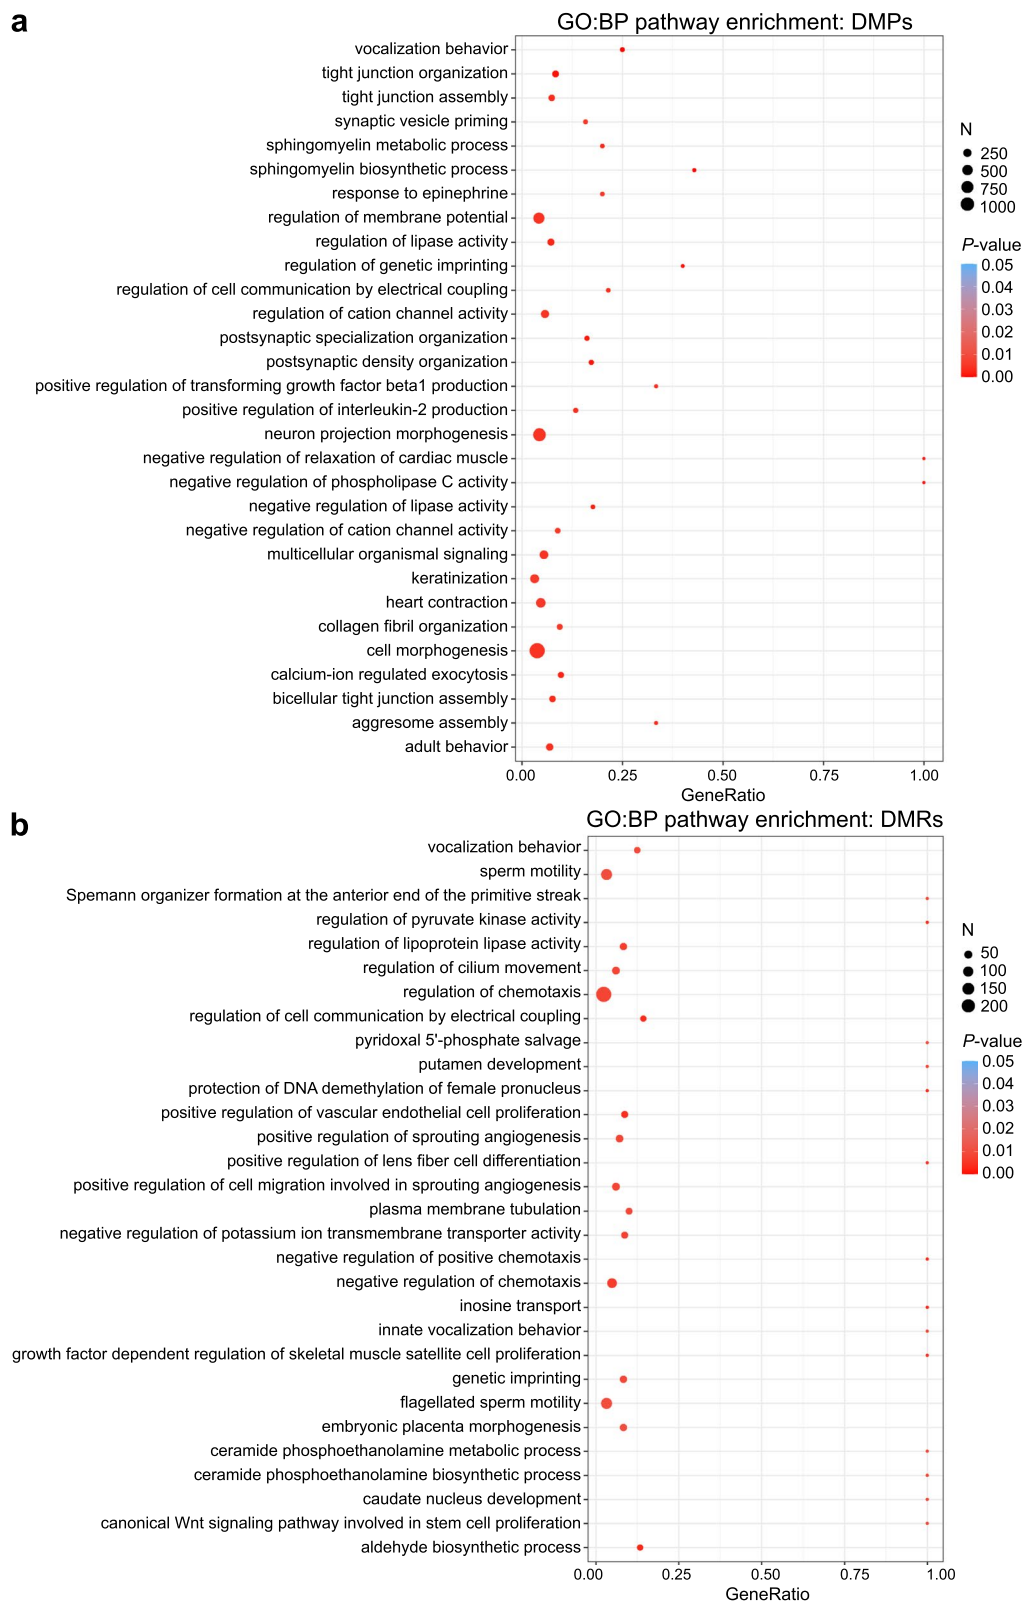 a
GO:BP pathway enrichment: DMPs
vocalization behavior
tight junction organization
tight junction assembly
synaptic vesicle priming
sphingomyelin metabolic process
sphingomyelin biosynthetic process
response to epinephrine
regulation of membrane potential
regulation of lipase activity
regulation of genetic imprinting
regulation of cell communication by electrical coupling
regulation of cation channel activity
postsynaptic specialization organization
postsynaptic density organization
positive regulation of transforming growth factor beta1 production
positive regulation of interleukin-2 production
neuron projection morphogenesis
negative regulation of relaxation of cardiac muscle
negative regulation of phospholipase C activity
negative regulation of lipase activity
negative regulation of cation channel activity
multicellular organismal signaling
keratinization
heart contraction
collagen fibril organization
cell morphogenesis
calcium-ion regulated exocytosis
bicellular tight junction assembly
aggresome assembly
adult behavior
0.00 0.25 0.50 0.75 1.00
GeneRatio
N
250
500
750
1000
P-value
0.05
0.04
0.03
0.02
0.01
0.00
b
GO:BP pathway enrichment: DMRs
vocalization behavior
sperm motility
Spemann organizer formation at the anterior end of the primitive streak
regulation of pyruvate kinase activity
regulation of lipoprotein lipase activity
regulation of cilium movement
regulation of chemotaxis
regulation of cell communication by electrical coupling
pyridoxal 5'-phosphate salvage
putamen development
protection of DNA demethylation of female pronucleus
positive regulation of vascular endothelial cell proliferation
positive regulation of sprouting angiogenesis
positive regulation of lens fiber cell differentiation
positive regulation of cell migration involved in sprouting angiogenesis
plasma membrane tubulation
negative regulation of potassium ion transmembrane transporter activity
negative regulation of positive chemotaxis
negative regulation of chemotaxis
inosine transport
innate vocalization behavior
growth factor dependent regulation of skeletal muscle satellite cell proliferation
genetic imprinting
flagellated sperm motility
embryonic placenta morphogenesis
ceramide phosphoethanolamine metabolic process
ceramide phosphoethanolamine biosynthetic process
caudate nucleus development
canonical Wnt signaling pathway involved in stem cell proliferation
aldehyde biosynthetic process
0.00 0.25 0.50 0.75 1.00
GeneRatio
N
50
100
150
200
P-value
0.05
0.04
0.03
0.02
0.01
0.00